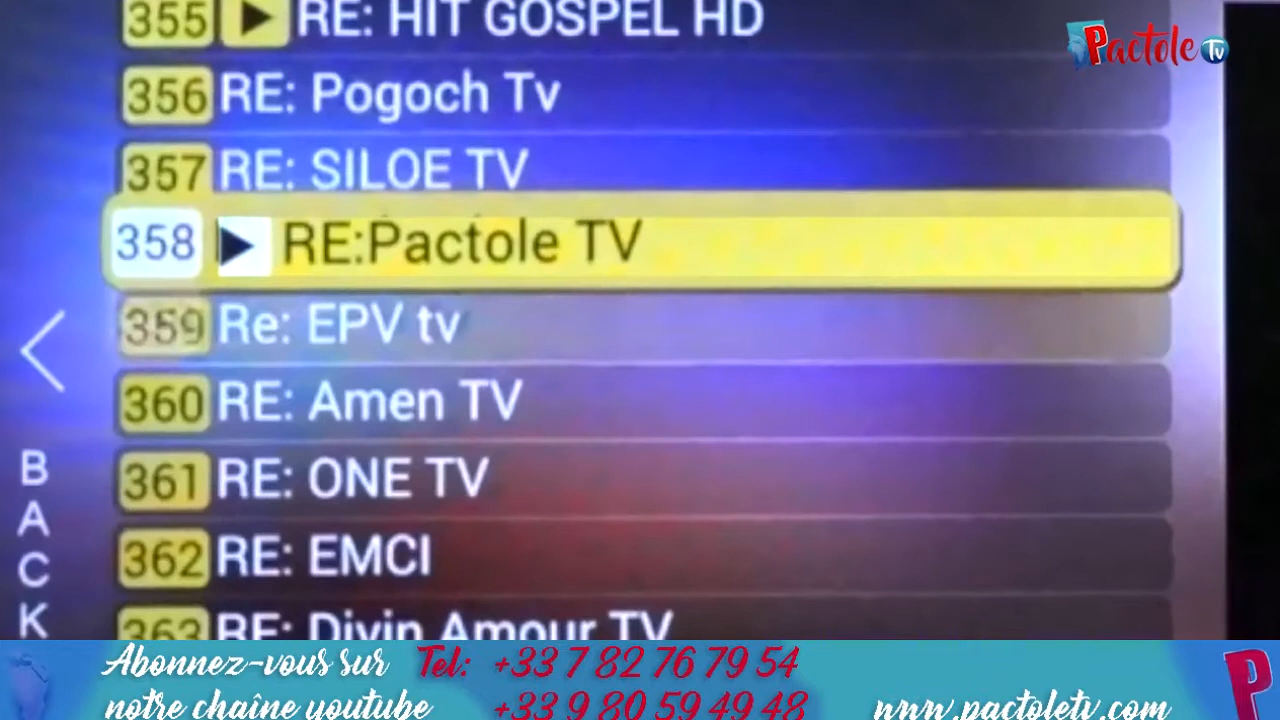 355 RE: HIT GOSPEL HD
Pactole Tv
356 RE: Pogoch Tv
357 RE: SILOE TV
358 RE:Pactole TV
359 Re: EPV tv
360 RE: Amen TV
361 RE: ONE TV
362 RE: EMCI
363 RE: Divin Amour TV
BACK
Abonnez-vous sur
notre chaîne youtube
Tel: +33 7 82 76 79 54
+33 9 80 59 49 48
www.pactoletv.com
P